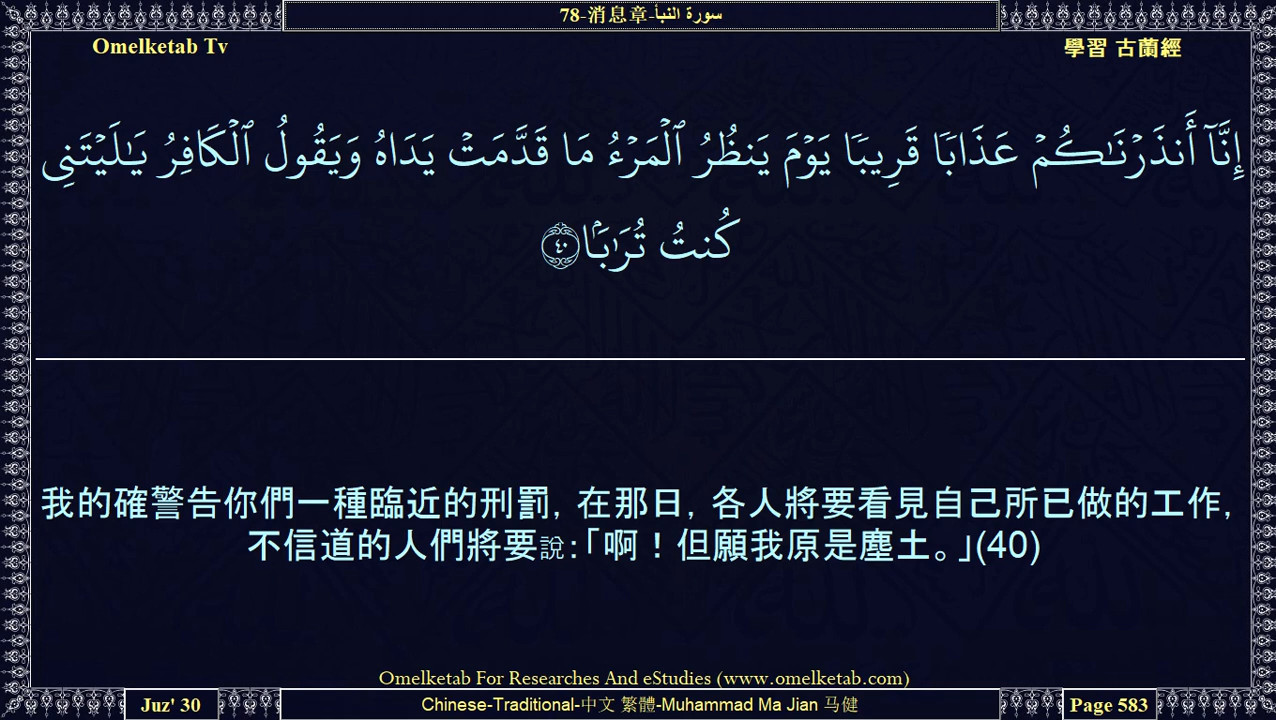 78-消息章-سورة النبأ
Omelketab Tv
學習 古蘭經
إِنَّآ أَنذَرْنَـٰكُمْ عَذَابًا قَرِيبًا يَوْمَ يَنظُرُ ٱلْمَرْءُ مَا قَدَّمَتْ يَدَاهُ وَيَقُولُ ٱلْكَافِرُ يَـٰلَيْتَنِى
كُنتُ تُرَٰبَۢا ﴿٤٠﴾
我的確警告你們一種臨近的刑罰，在那日，各人將要看見自己所已做的工作，
不信道的人們將要說：「啊！但願我原是塵土。」(40)
Omelketab For Researches And eStudies (www.omelketab.com)
Juz' 30
Chinese-Traditional-中文 繁體-Muhammad Ma Jian 马健
Page 583